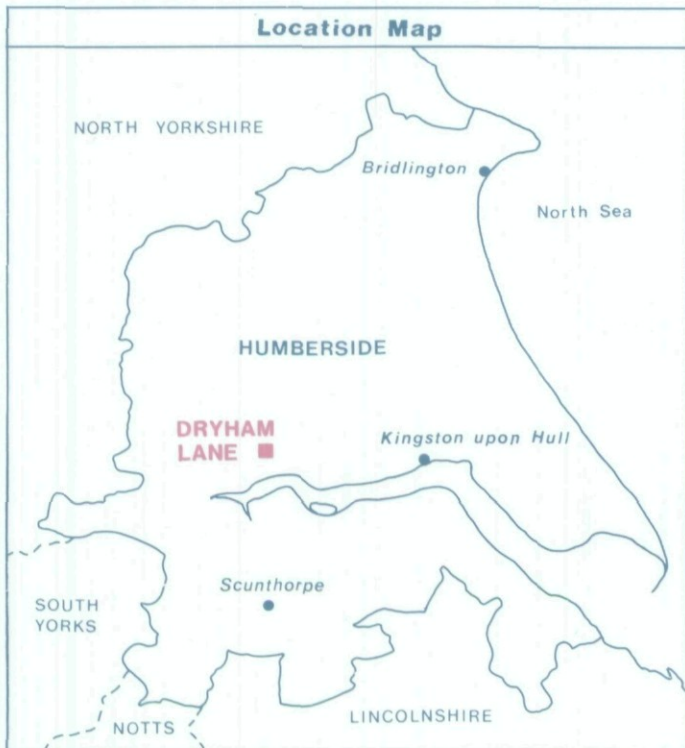 Location Map
NORTH YORKSHIRE
Bridlington
North Sea
HUMBERSIDE
DRYHAM
LANE
Kingston upon Hull
Scunthorpe
SOUTH
YORKS
NOTTS
LINCOLNSHIRE